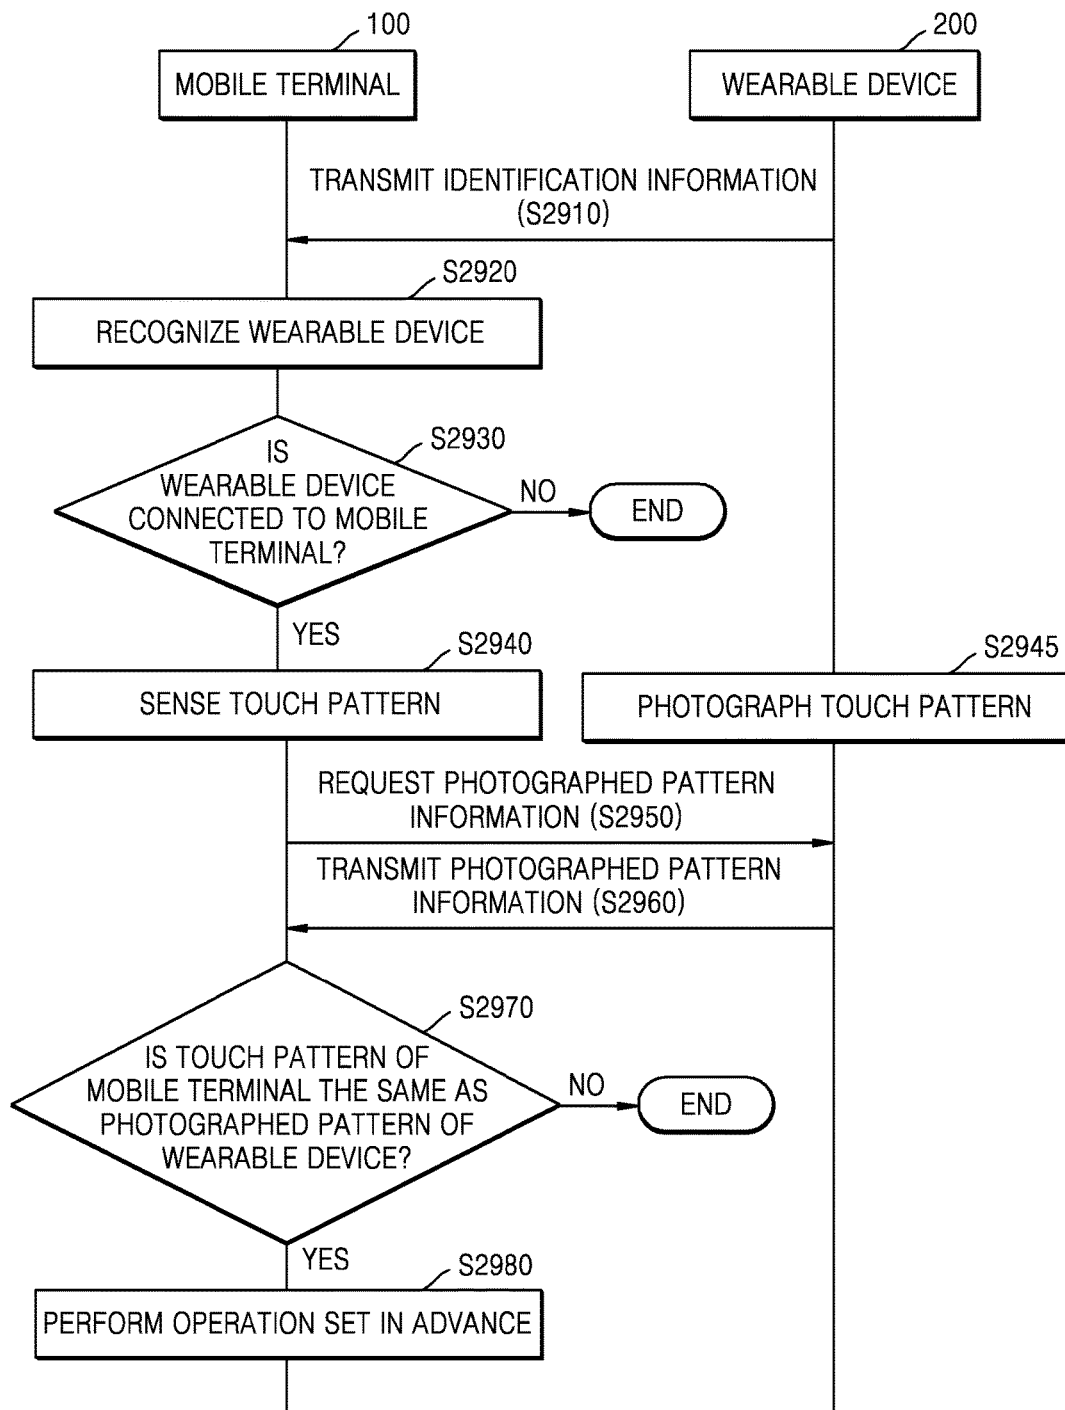 100
200
MOBILE TERMINAL
WEARABLE DEVICE
TRANSMIT IDENTIFICATION INFORMATION
(S2910)
S2920
RECOGNIZE WEARABLE DEVICE
S2930
IS
WEARABLE DEVICE
CONNECTED TO MOBILE
TERMINAL?
NO
END
YES
S2940
S2945
SENSE TOUCH PATTERN
PHOTOGRAPH TOUCH PATTERN
REQUEST PHOTOGRAPHED PATTERN
INFORMATION (S2950)
TRANSMIT PHOTOGRAPHED PATTERN
INFORMATION (S2960)
S2970
IS TOUCH PATTERN OF
MOBILE TERMINAL THE SAME AS
PHOTOGRAPHED PATTERN OF
WEARABLE DEVICE?
NO
END
YES
S2980
PERFORM OPERATION SET IN ADVANCE